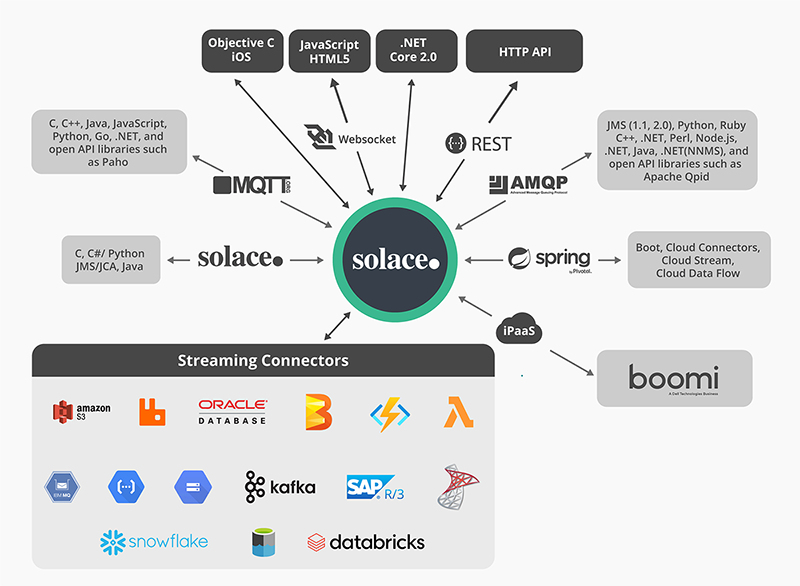 Objective C
iOS
JavaScript
HTML5
.NET
Core 2.0
HTTP API
C, C++, Java, JavaScript,
Python, Go, .NET, and
open API libraries such
as Paho
Websocket
REST
JMS (1.1, 2.0), Python, Ruby
C++, .NET, Perl, Node.js,
.NET, Java, .NET(NNMS), and
open API libraries such as
Apache Qpid
MQTT.ORG
AMQP
Advanced Message Queuing Protocol
C, C#/ Python
JMS/JCA, Java
solace.
solace.
spring
by Pivotal.
Boot, Cloud Connectors,
Cloud Stream,
Cloud Data Flow
iPaaS
boomi
A Dell Technologies Business
Streaming Connectors
amazon
S3
ORACLE
DATABASE
IBM MQ
kafka
SAP R/3
snowflake
databricks